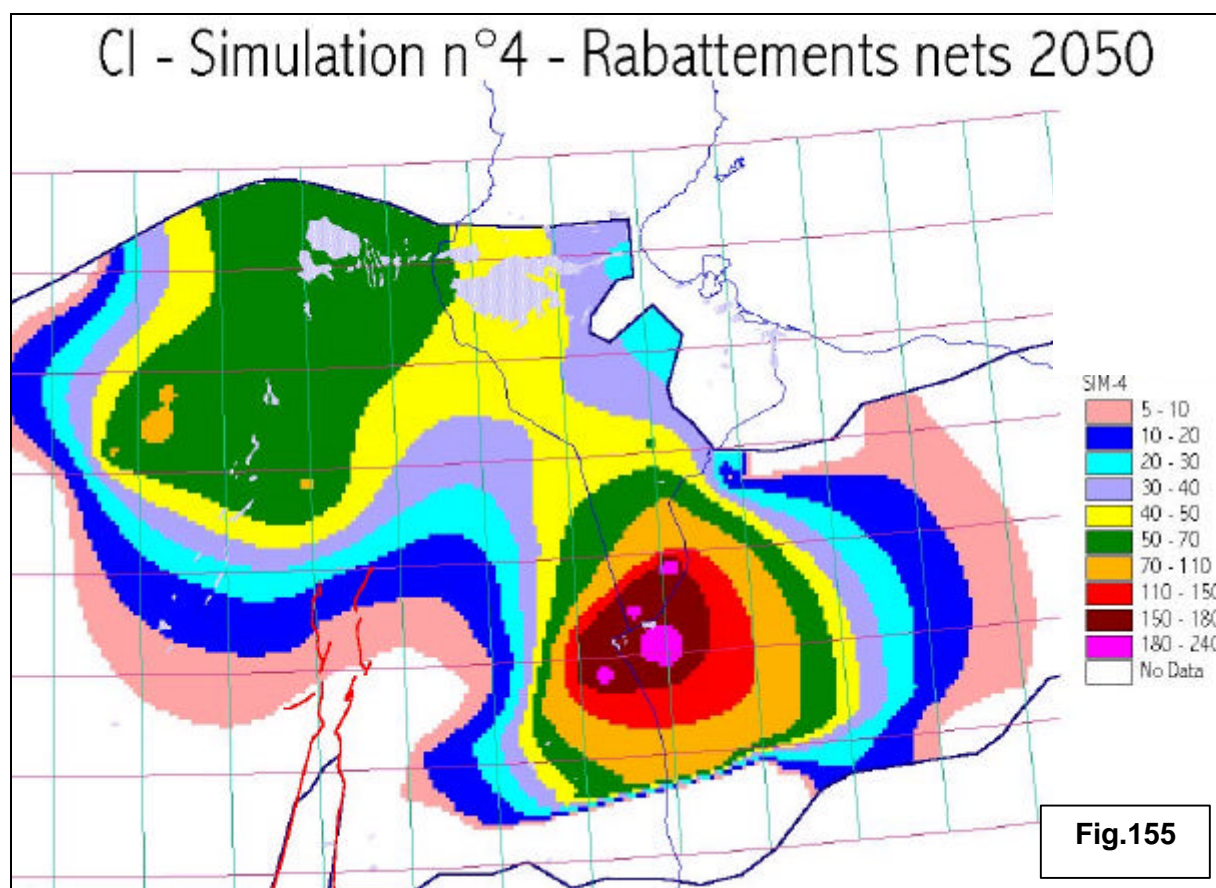 CI - Simulation n°4 - Rabattements nets 2050
SIM-4
5 - 10
10 - 20
20 - 30
30 - 40
40 - 50
50 - 70
70 - 110
110 - 150
150 - 180
180 - 240
No Data
Fig.155